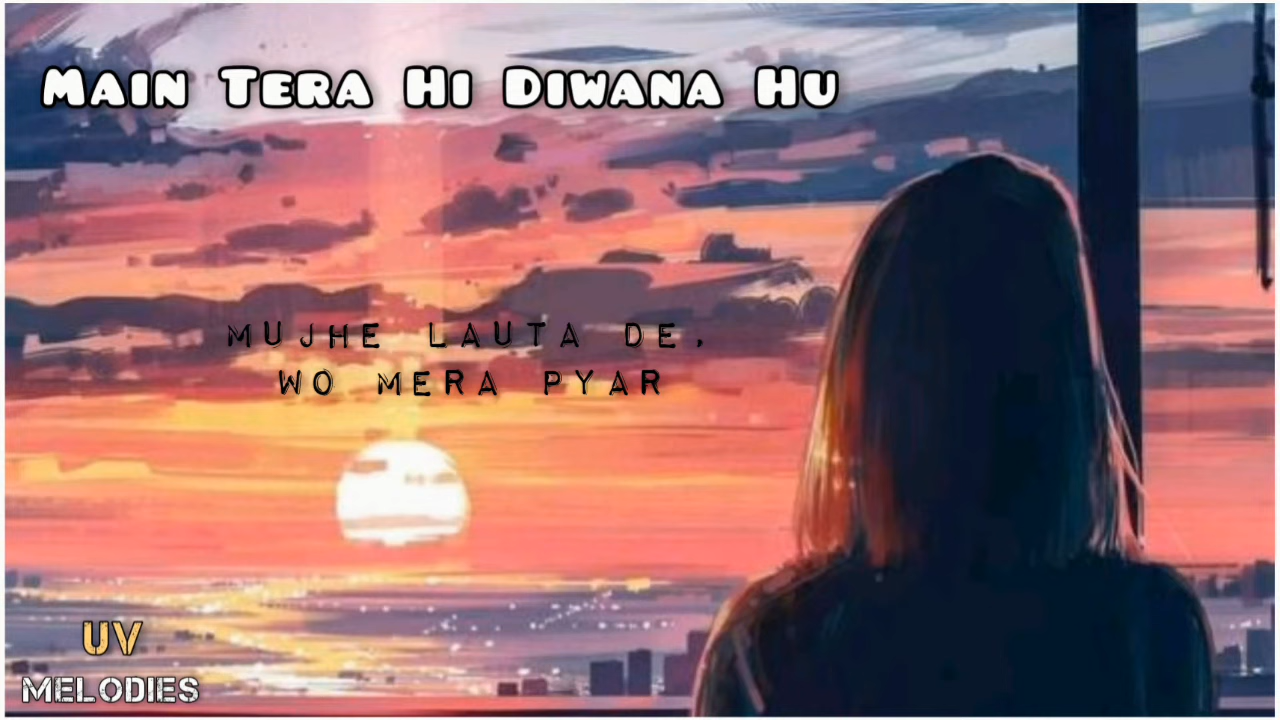 Main Tera Hi Diwana Hu
MUJHE LAUTA DE,
WO MERA PYAR
UV
MELODIES